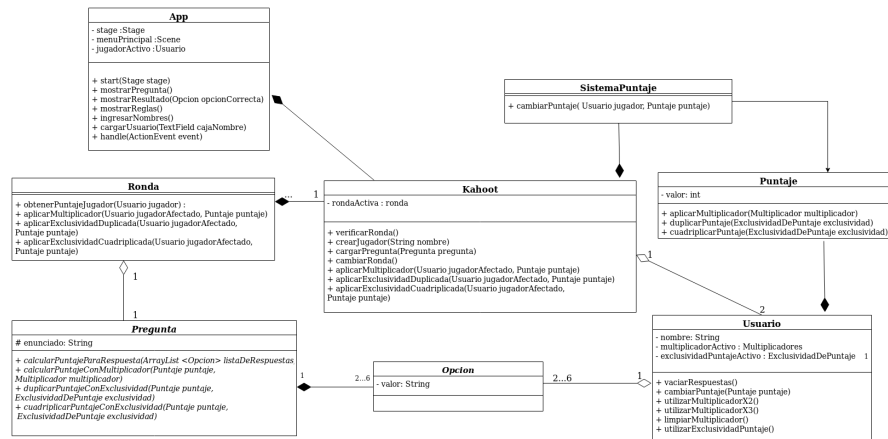 App
- stage :Stage
- menuPrincipal :Scene
- jugadorActivo :Usuario
+ start(Stage stage)
+ mostrarPregunta()
+ mostrarResultado(Opcion opcionCorrecta)
+ mostrarReglas()
+ ingresarNombres()
+ cargarUsuario(TextField cajaNombre)
+ handle(ActionEvent event)
SistemaPuntaje
+ cambiarPuntaje( Usuario jugador, Puntaje puntaje)
Ronda
+ obtenerPuntajeJugador(Usuario jugador) :
+ aplicarMultiplicador(Usuario jugadorAfectado, Puntaje puntaje)
+ aplicarExclusividadDuplicada(Usuario jugadorAfectado,
Puntaje puntaje)
+ aplicarExclusividadCuadriplicada(Usuario jugadorAfectado,
Puntaje puntaje)
...
1
Kahoot
- rondaActiva : ronda
+ verificarRonda()
+ crearJugador(String nombre)
+ cargarPregunta(Pregunta pregunta)
+ cambiarRonda()
+ aplicarMultiplicador(Usuario jugadorAfectado, Puntaje puntaje)
+ aplicarExclusividadDuplicada(Usuario jugadorAfectado, Puntaje puntaje)
+ aplicarExclusividadCuadriplicada(Usuario jugadorAfectado,
Puntaje puntaje)
Puntaje
- valor: int
+ aplicarMultiplicador(Multiplicador multiplicador)
+ duplicarPuntaje(ExclusividadDePuntaje exclusividad)
+ cuadriplicarPuntaje(ExclusividadDePuntaje exclusividad)
1
2
1
1
Pregunta
# enunciado: String
+ calcularPuntajeParaRespuesta(ArrayList <Opcion> listaDeRespuestas
+ calcularPuntajeConMultiplicador(Puntaje puntaje,
Multiplicador multiplicador)
+ duplicarPuntajeConExclusividad(Puntaje puntaje,
ExclusividadDePuntaje exclusividad)
+ cuadriplicarPuntajeConExclusividad(Puntaje puntaje,
ExclusividadDePuntaje exclusividad)
1
2...6
Opcion
- valor: String
2...6
1
Usuario
- nombre: String
- multiplicadorActivo : Multiplicadores
- exclusividadPuntajeActivo : ExclusividadDePuntaje 1
+ vaciarRespuestas()
+ cambiarPuntaje(Puntaje puntaje)
+ utilizarMultiplicadorX2()
+ utilizarMultiplicadorX3()
+ limpiarMultiplicador()
+ utilizarExclusividadPuntaje()